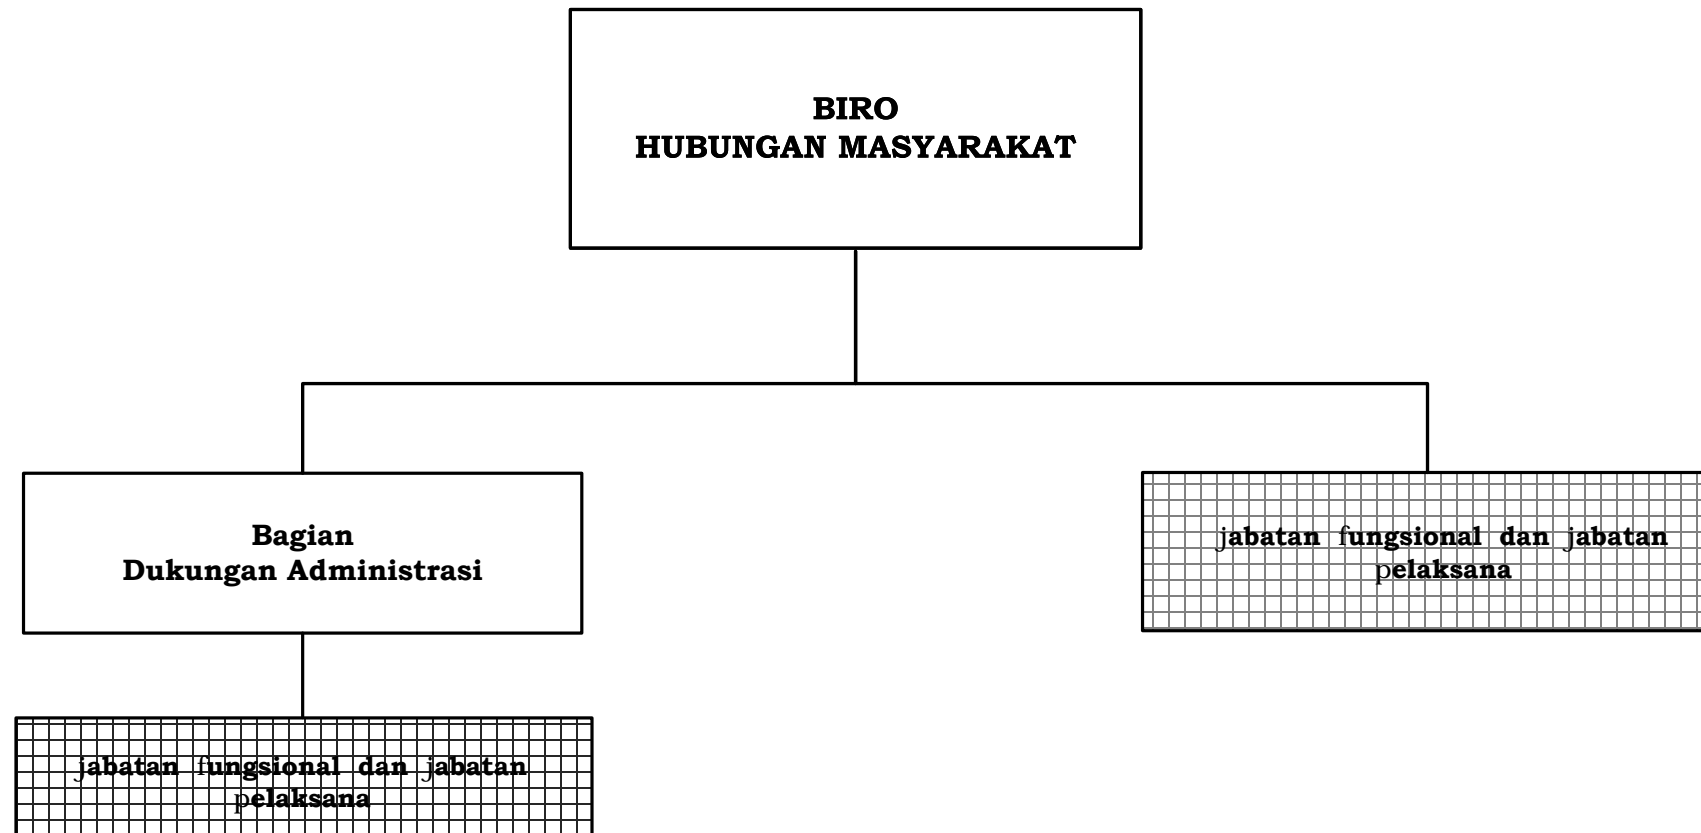 BIRO
HUBUNGAN MASYARAKAT
Bagian
Dukungan Administrasi
jabatan fungsional dan jabatan
pelaksana
jabatan fungsional dan jabatan
pelaksana